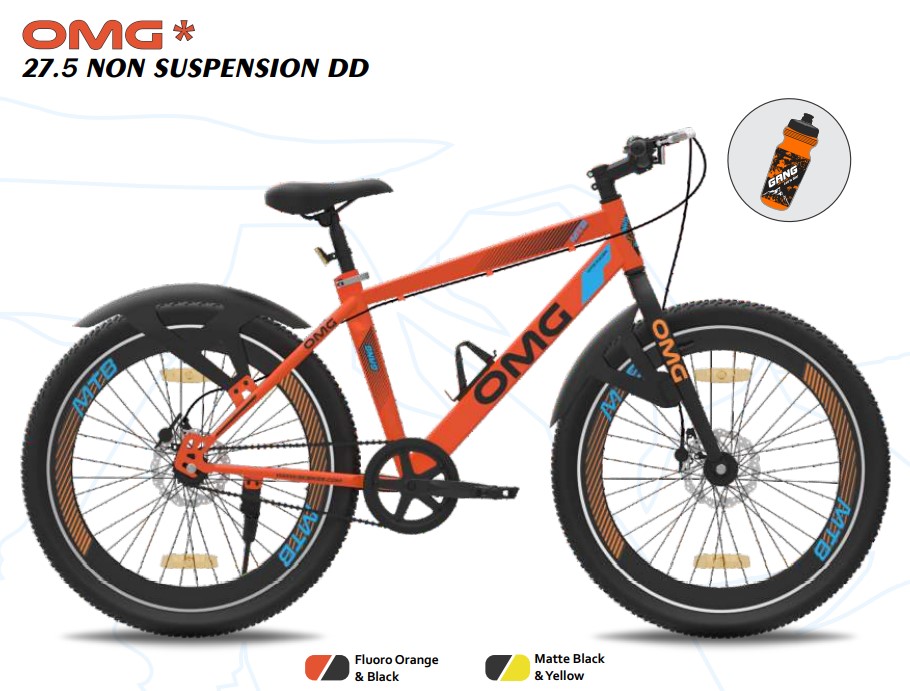 OMG*
27.5 NON SUSPENSION DD
GANG
OMG
OMG
OMG
MTB
MTB
MTB
MTB
Fluoro Orange
& Black
Matte Black
& Yellow